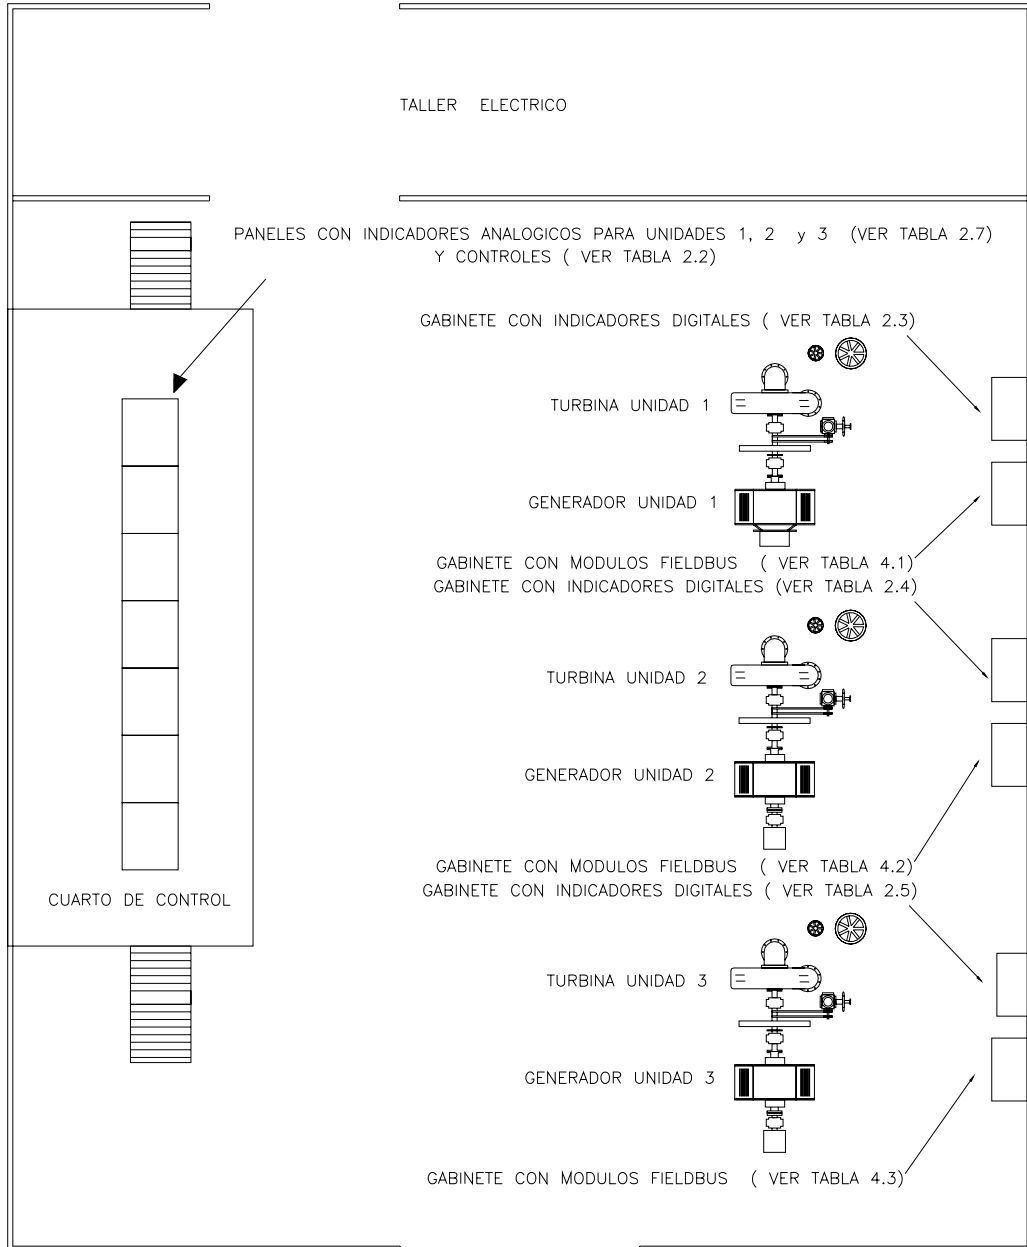 TALLER ELECTRICO
PANELES CON INDICADORES ANALOGICOS PARA UNIDADES 1, 2 y 3 (VER TABLA 2.7)
Y CONTROLES ( VER TABLA 2.2)
GABINETE CON INDICADORES DIGITALES ( VER TABLA 2.3)
TURBINA UNIDAD 1
GENERADOR UNIDAD 1
GABINETE CON MODULOS FIELDBUS ( VER TABLA 4.1)
GABINETE CON INDICADORES DIGITALES (VER TABLA 2.4)
TURBINA UNIDAD 2
GENERADOR UNIDAD 2
GABINETE CON MODULOS FIELDBUS ( VER TABLA 4.2)
GABINETE CON INDICADORES DIGITALES ( VER TABLA 2.5)
CUARTO DE CONTROL
TURBINA UNIDAD 3
GENERADOR UNIDAD 3
GABINETE CON MODULOS FIELDBUS ( VER TABLA 4.3)